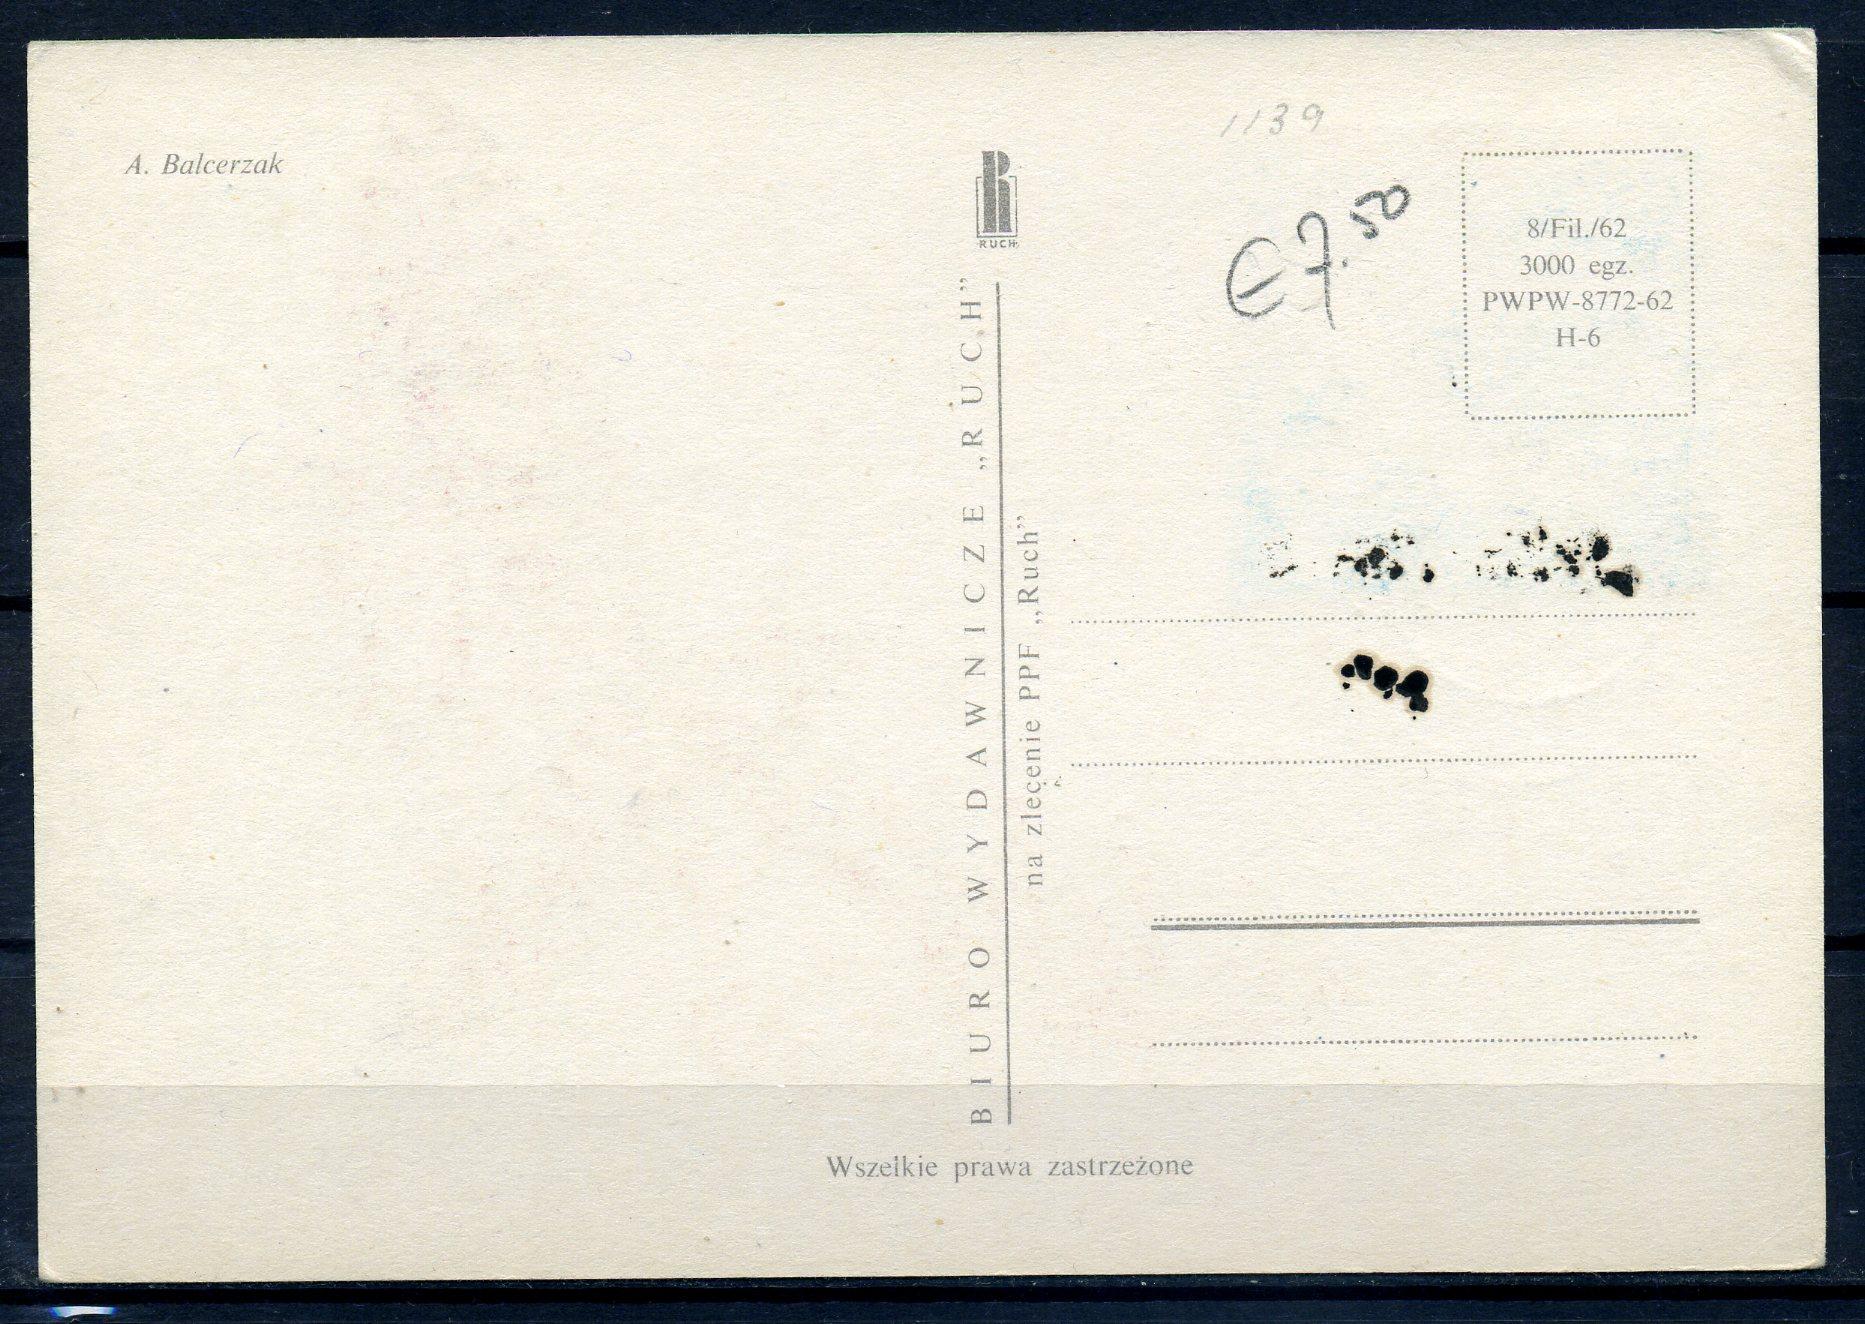 A. Balcerzak
RUCH
BIURO WYDAWNICZE „RUCH”
na zlecenie PPF „Ruch”
1139
€ 7.50
8/Fil./62
3000 egz.
PWPW-8772-62
H-6
Wszelkie prawa zastrzeżone